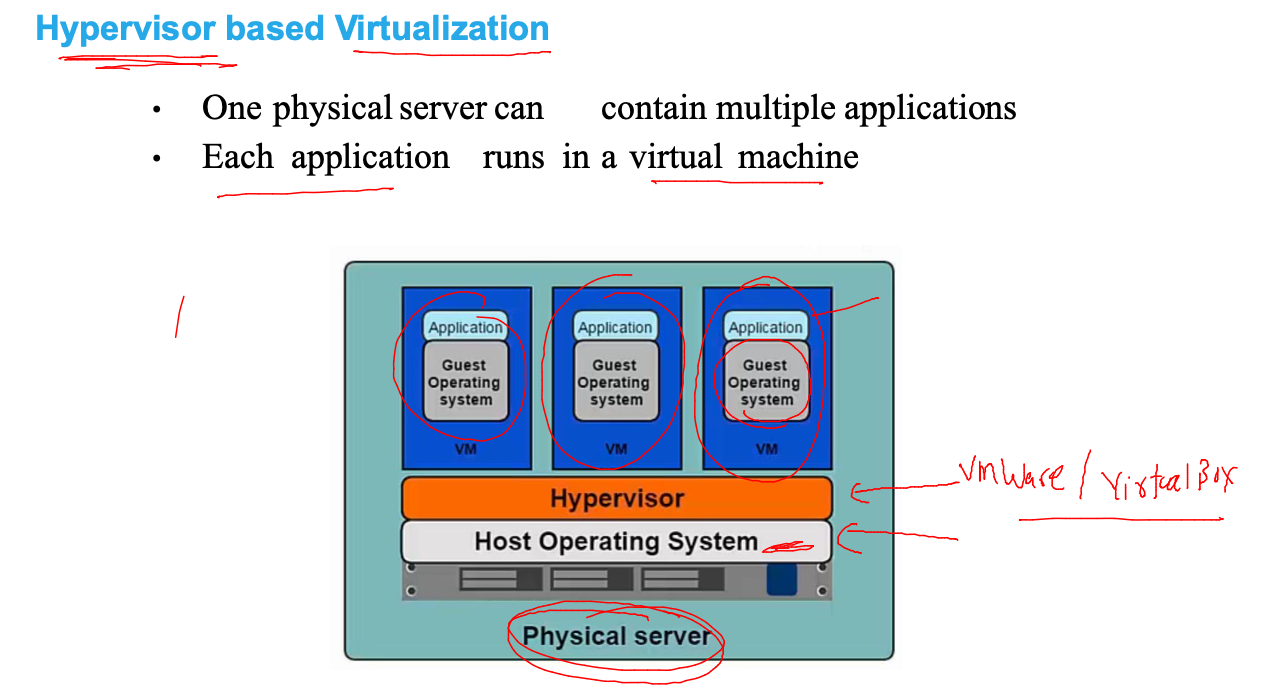 Hypervisor based Virtualization
• One physical server can contain multiple applications
• Each application runs in a virtual machine
Application Application Application
Guest Guest Guest
Operating Operating Operating
system system system
VM VM VM
Hypervisor
VMWare / VirtualBox
Host Operating System
Physical server